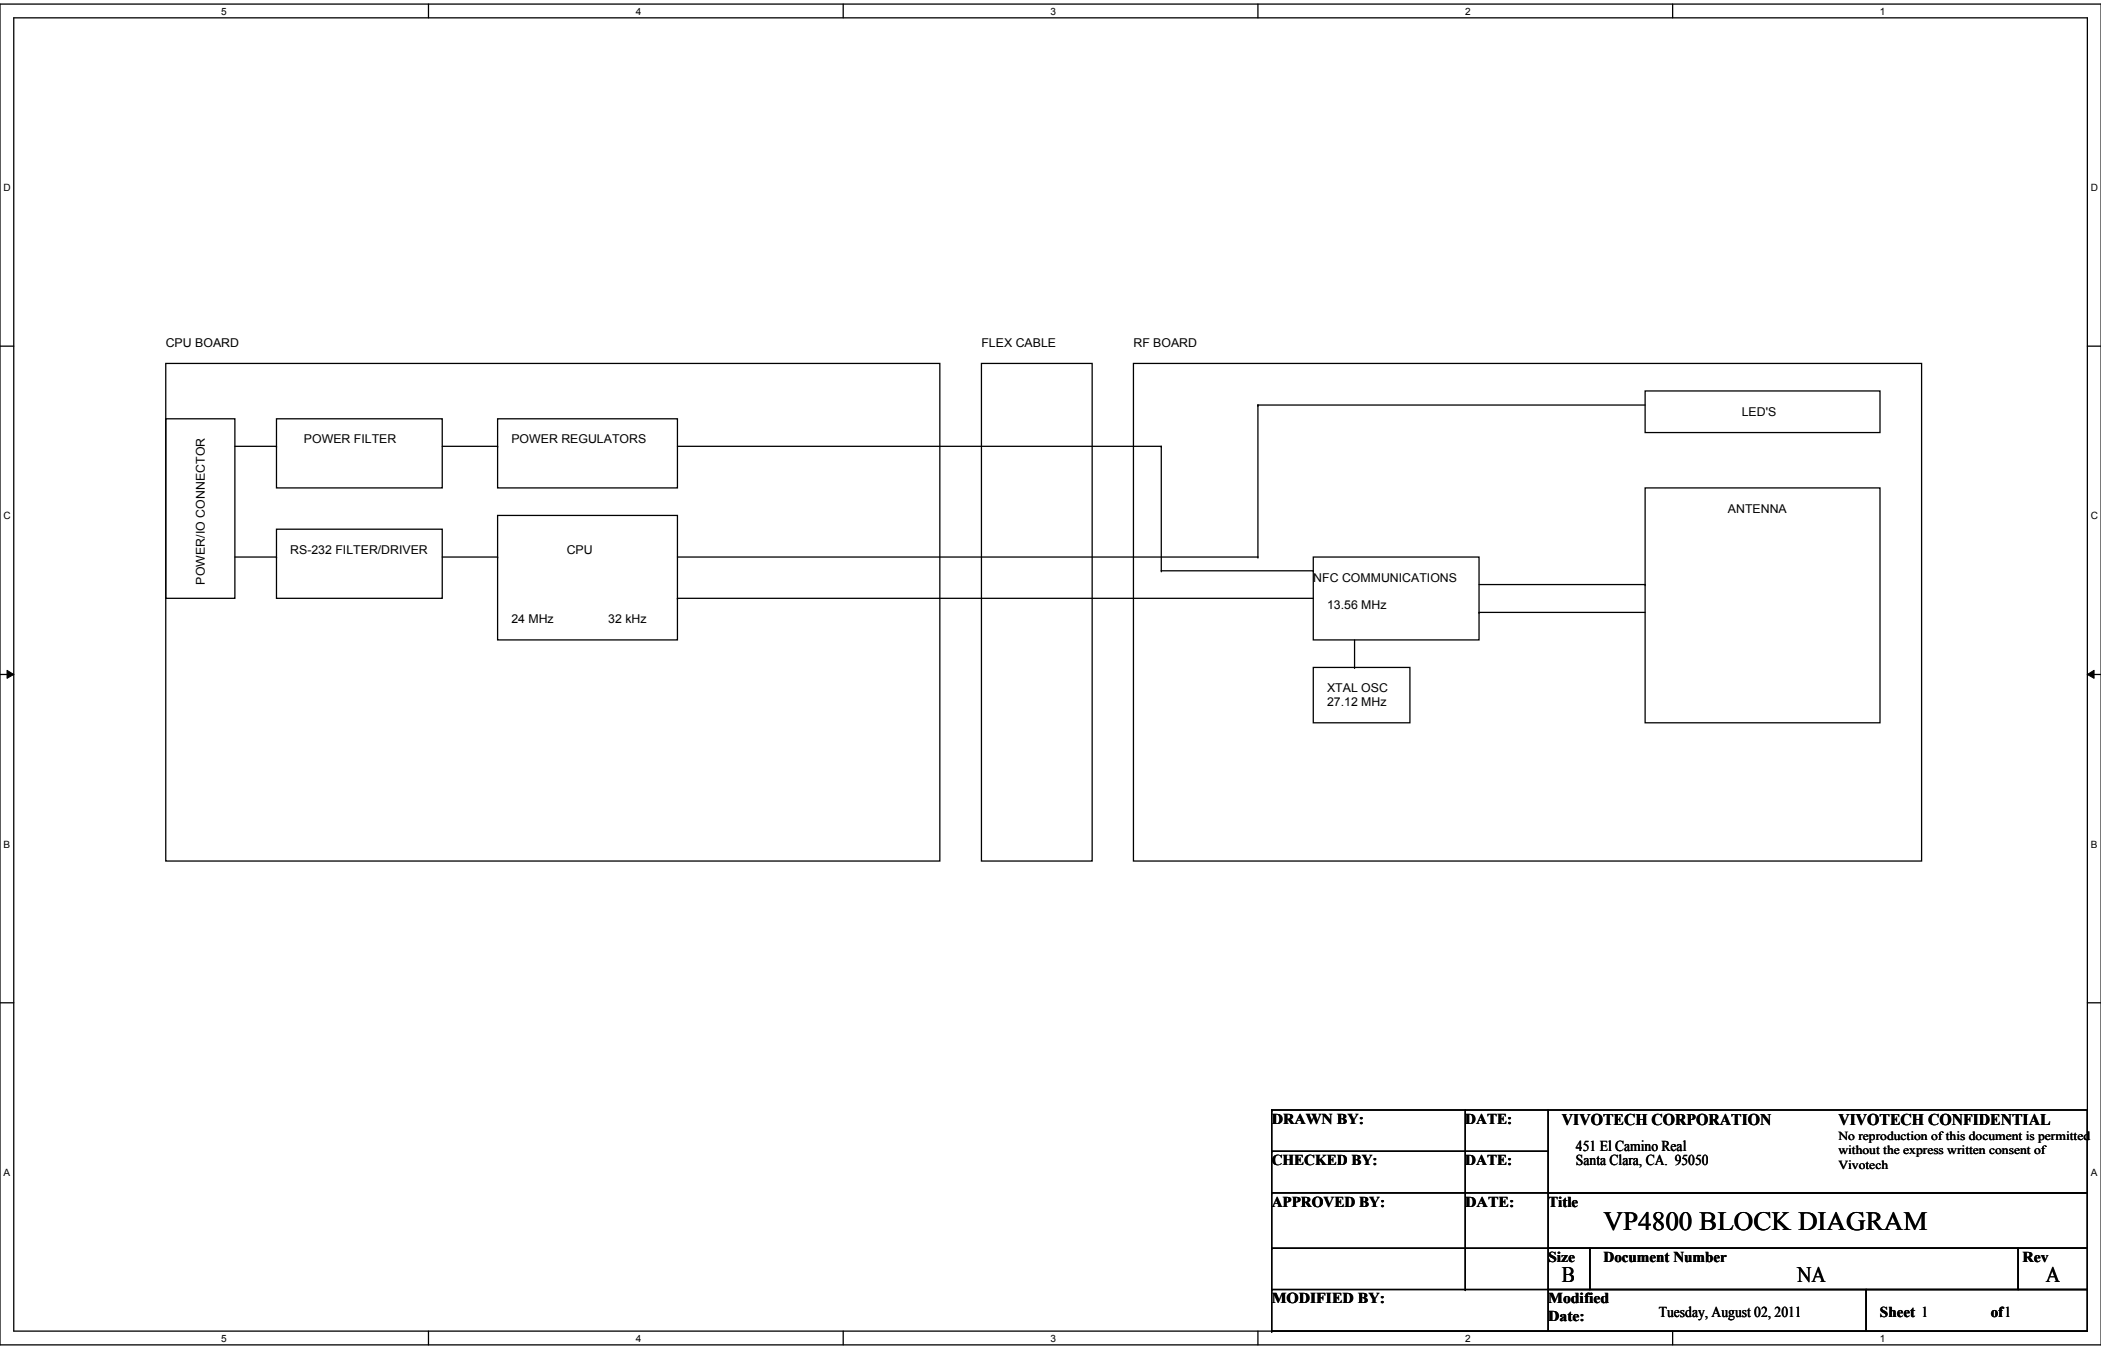 5 4 3 2 1
D D
CPU BOARD
FLEX CABLE
RF BOARD
POWER/IO CONNECTOR
POWER FILTER
POWER REGULATORS
LED'S
RS-232 FILTER/DRIVER
CPU
24 MHz 32 kHz
ANTENNA
NFC COMMUNICATIONS
13.56 MHz
XTAL OSC
27.12 MHz
C C
B B
A A
DRAWN BY: DATE:
CHECKED BY: DATE:
APPROVED BY: DATE:
MODIFIED BY:
VIVOTECH CORPORATION
451 El Camino Real
Santa Clara, CA. 95050
VIVOTECH CONFIDENTIAL
No reproduction of this document is permitted
without the express written consent of
Vivotech
Title
VP4800 BLOCK DIAGRAM
Size
B
Document Number
NA
Rev
A
Modified
Date: Tuesday, August 02, 2011
Sheet 1 of 1
5 4 3 2 1